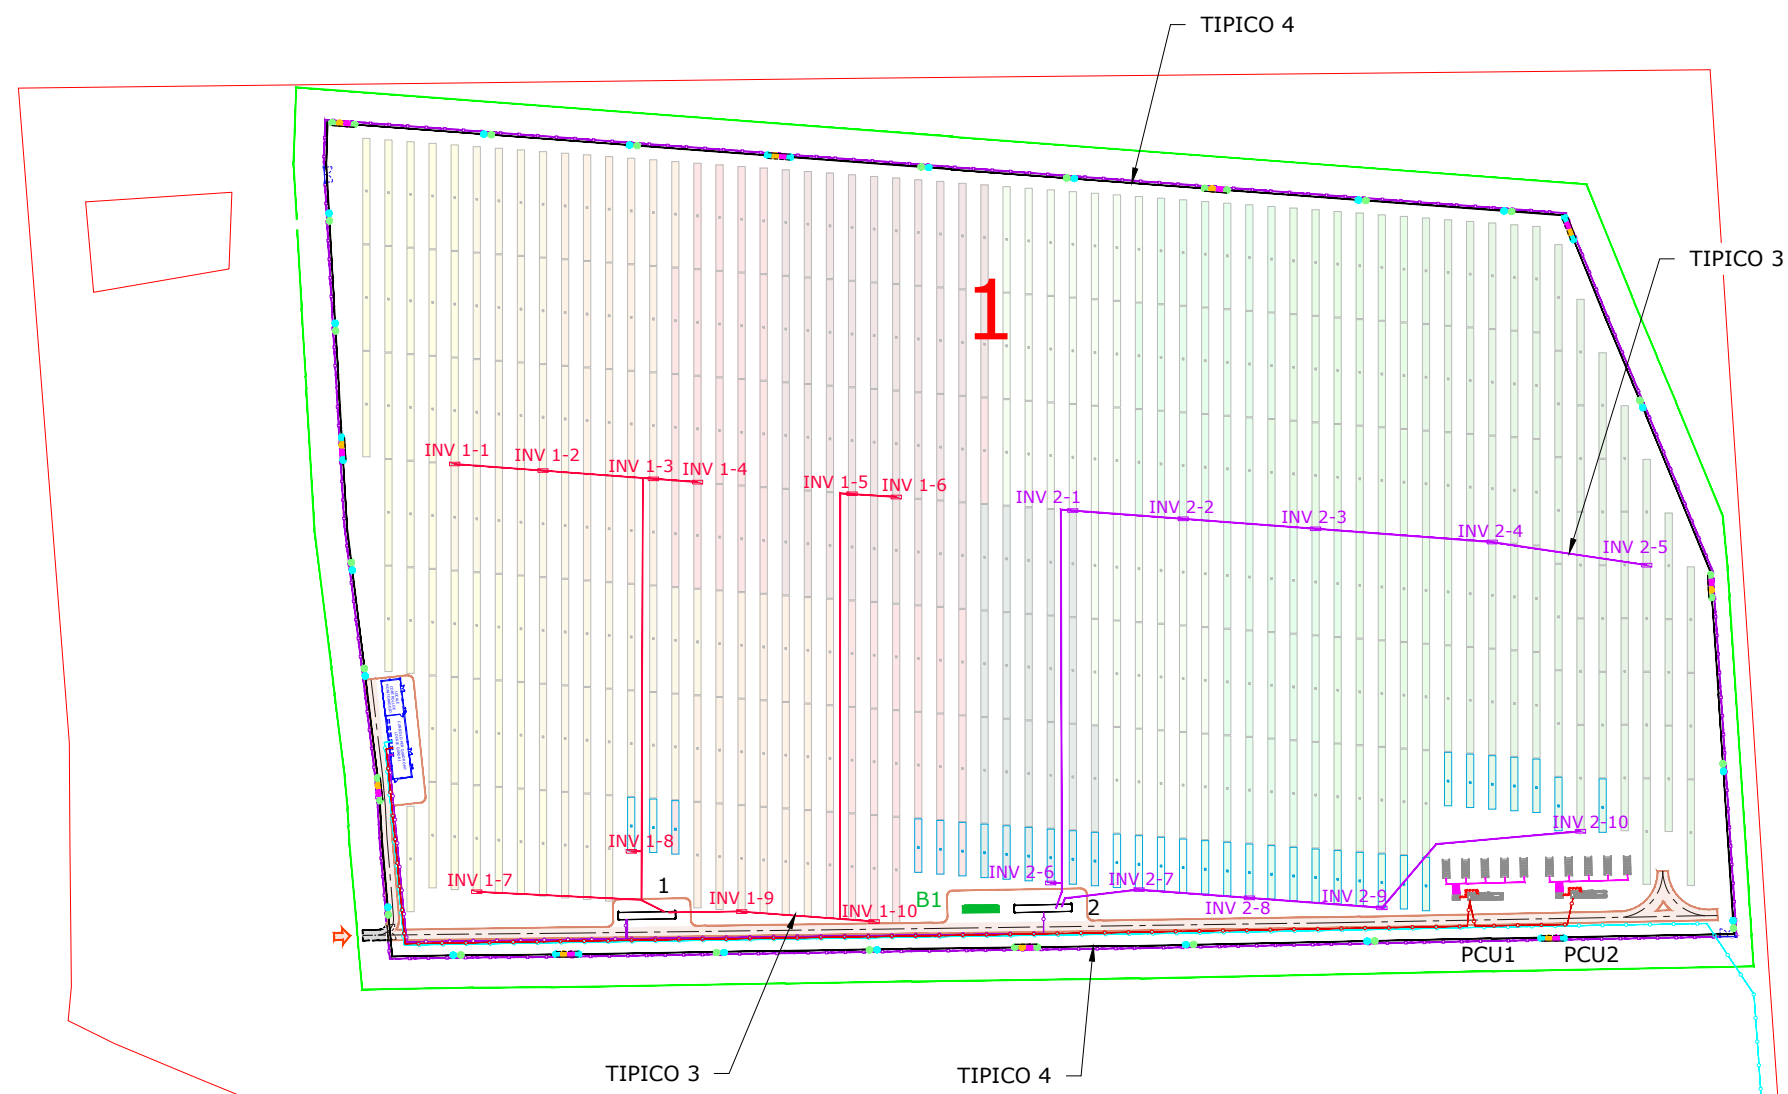 TIPICO 4
TIPICO 3
1
INV 1-1
INV 1-2
INV 1-3
INV 1-4
INV 1-5
INV 1-6
INV 2-1
INV 2-2
INV 2-3
INV 2-4
INV 2-5
INV 1-8
INV 2-10
INV 1-7
1
INV 1-9
INV 1-10
B1
INV 2-6
INV 2-7
2
INV 2-8
INV 2-9
PCU1
PCU2
TIPICO 3
TIPICO 4